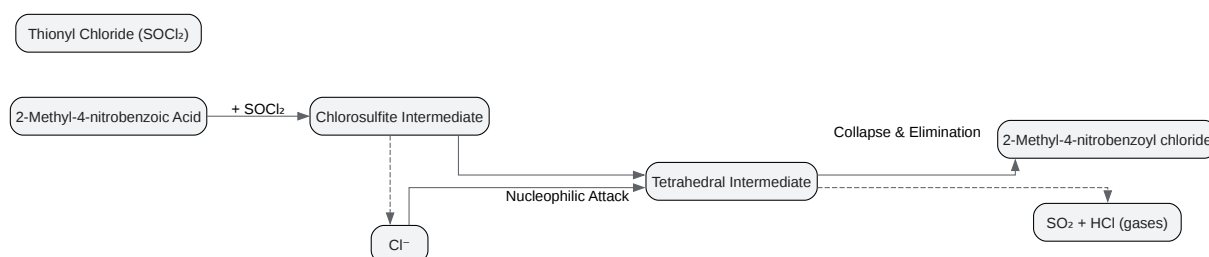 Thionyl Chloride (SOCl₂)
2-Methyl-4-nitrobenzoic Acid
+ SOCl₂
Chlorosulfite Intermediate
Collapse & Elimination
2-Methyl-4-nitrobenzoyl chloride
Tetrahedral Intermediate
Nucleophilic Attack
SO₂ + HCl (gases)
Cl⁻